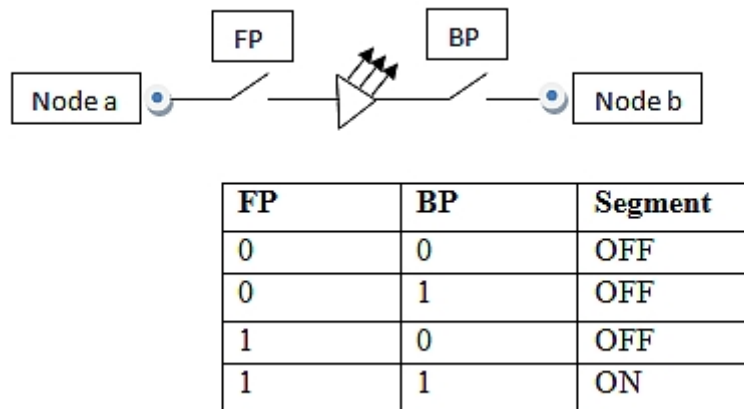 FP
BP
Node a
Node b
FP BP Segment
0 0 OFF
0 1 OFF
1 0 OFF
1 1 ON